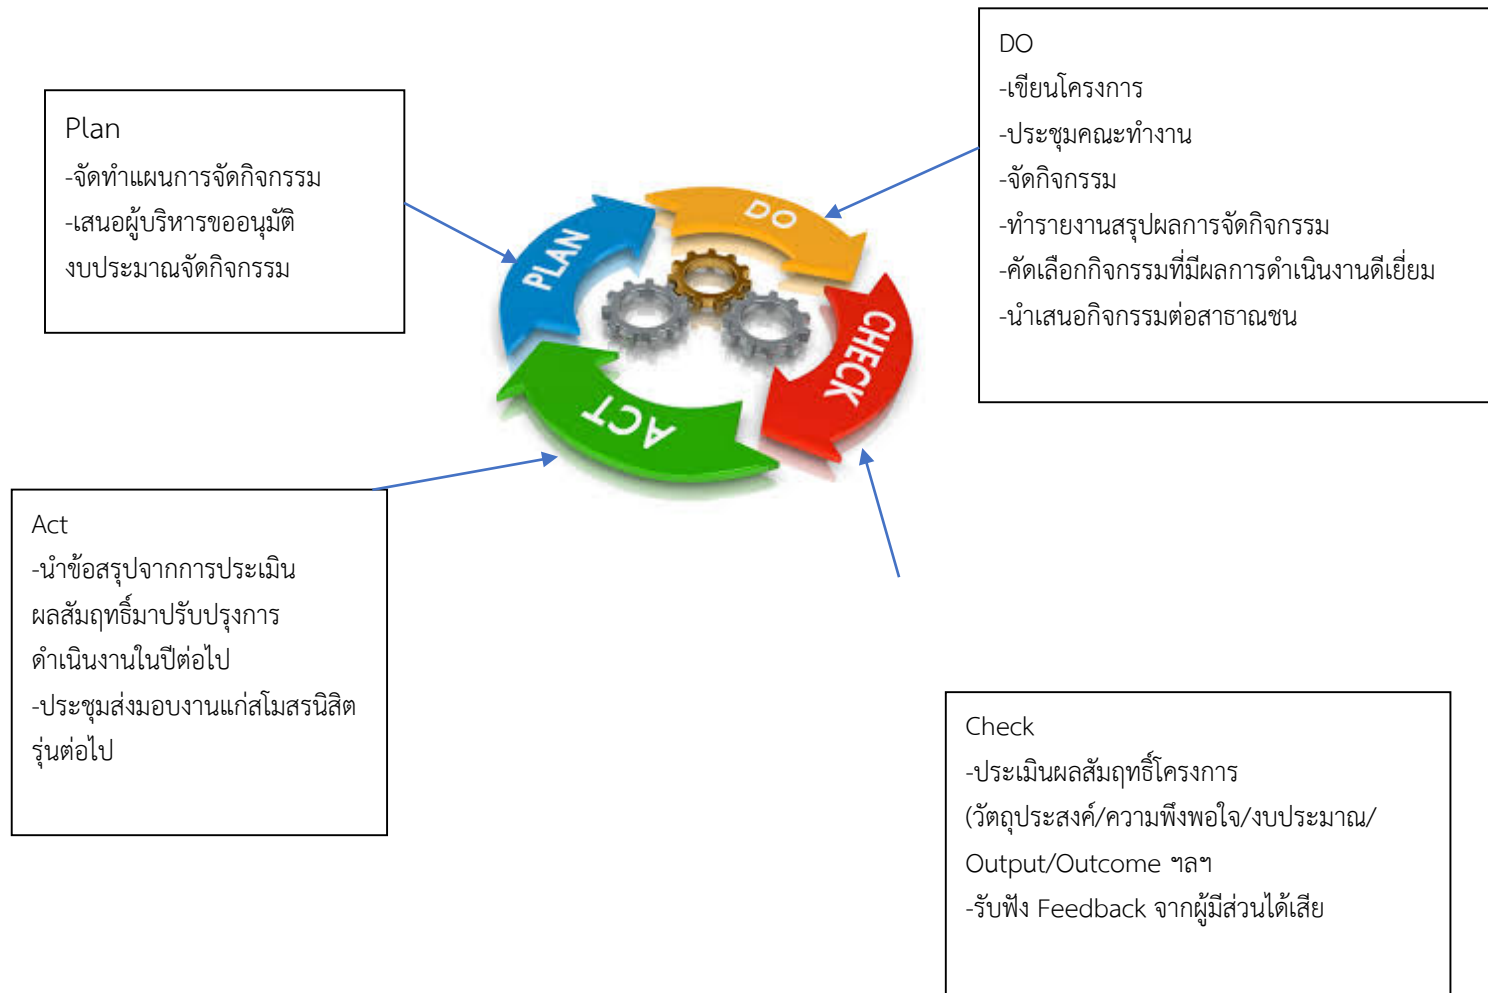 Plan
-จัดทำแผนการจัดกิจกรรม
-เสนอผู้บริหารขออนุมัติ
งบประมาณจัดกิจกรรม
DO
-เขียนโครงการ
-ประชุมคณะทำงาน
-จัดกิจกรรม
-ทำรายงานสรุปผลการจัดกิจกรรม
-คัดเลือกกิจกรรมที่มีผลการดำเนินงานดีเยี่ยม
-นำเสนอกิจกรรมต่อสาธาณชน
PLAN
DO
CHECK
ACT
Act
-นำข้อสรุปจากการประเมิน
ผลสัมฤทธิ์มาปรับปรุงการ
ดำเนินงานในปีต่อไป
-ประชุมส่งมอบงานแก่สโมสรนิสิต
รุ่นต่อไป
Check
-ประเมินผลสัมฤทธิ์โครงการ
(วัตถุประสงค์/ความพึงพอใจ/งบประมาณ/
Output/Outcome ฯลฯ
-รับฟัง Feedback จากผู้มีส่วนได้เสีย